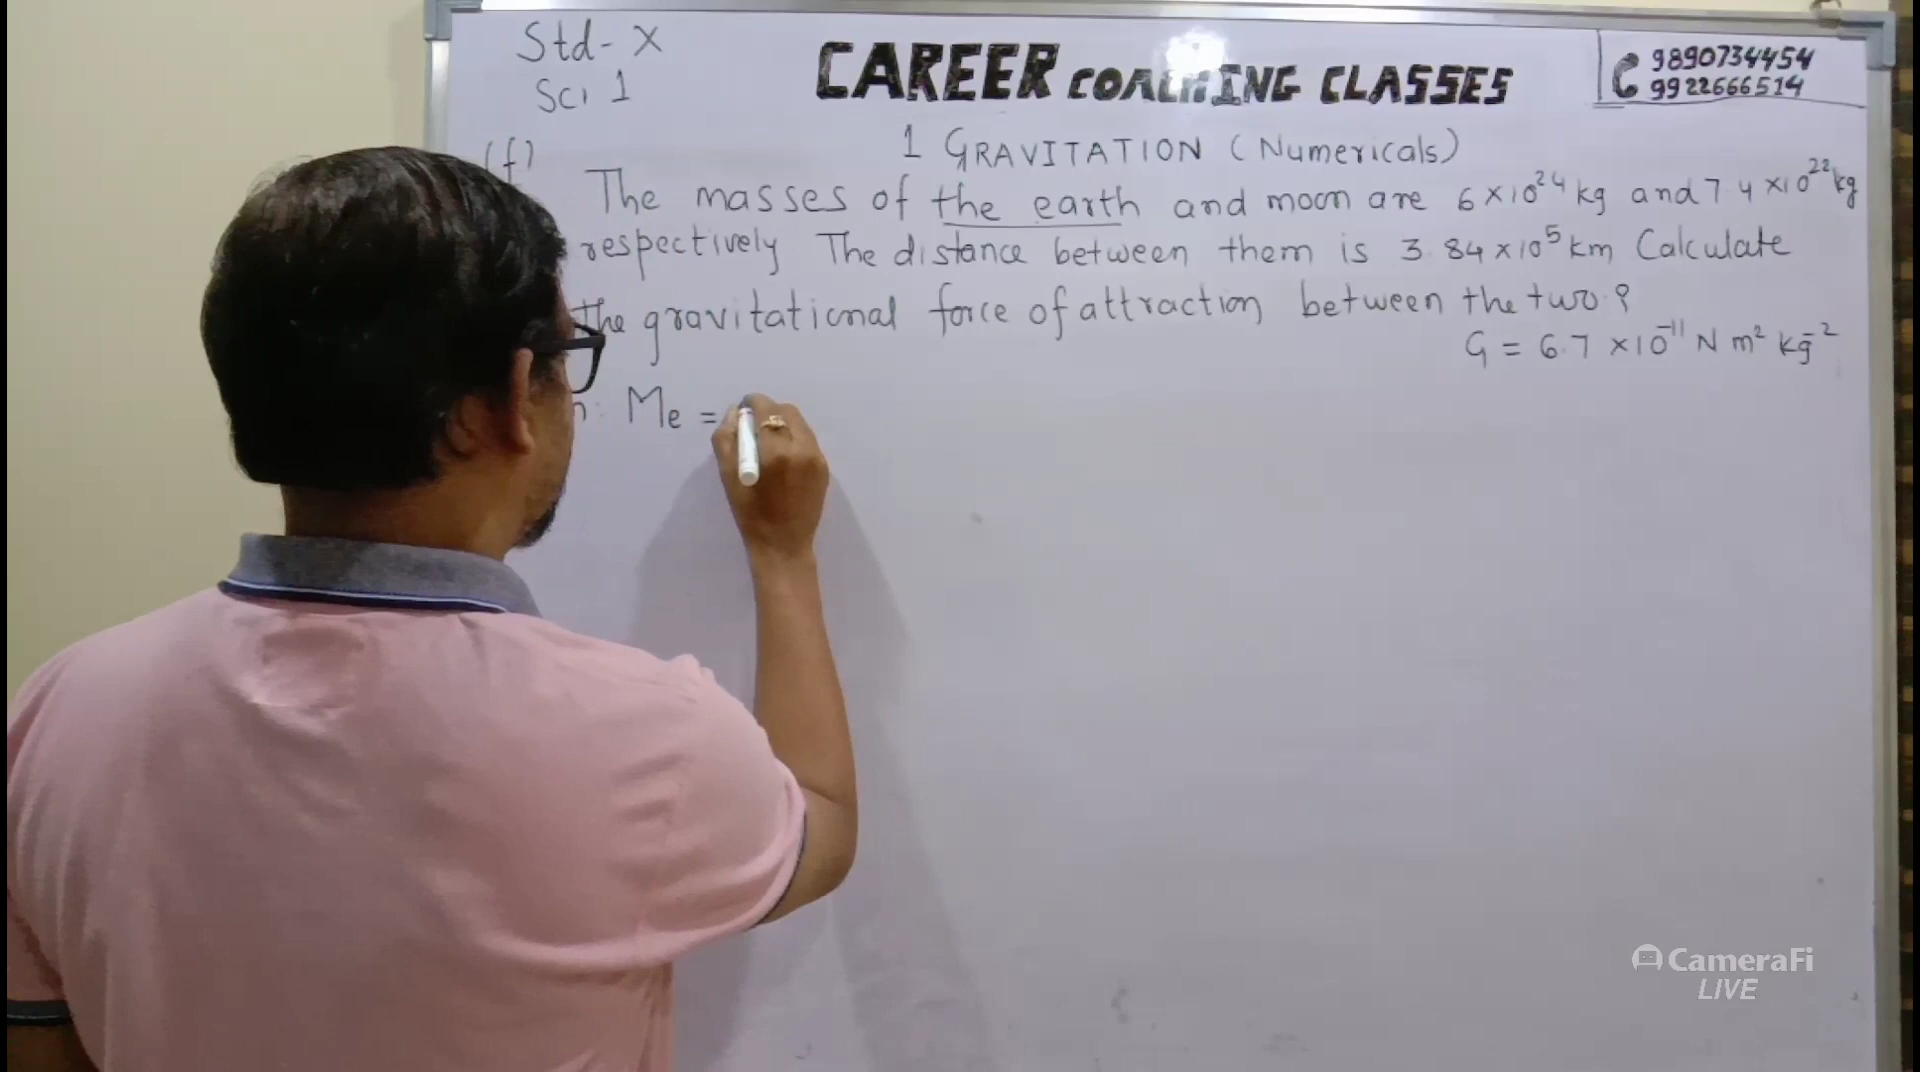 Std - X
Sci 1
CAREER COACHING CLASSES
9890734454
9922666514
1 GRAVITATION (Numericals)
(f)
The masses of the earth and moon are 6 × 10²⁴ kg and 7.4 × 10²² kg
respectively The distance between them is 3.84 × 10⁵ km Calculate
the gravitational force of attraction between the two?
G = 6.7 × 10⁻¹¹ N m² kg⁻²
Me =
CameraFi
LIVE